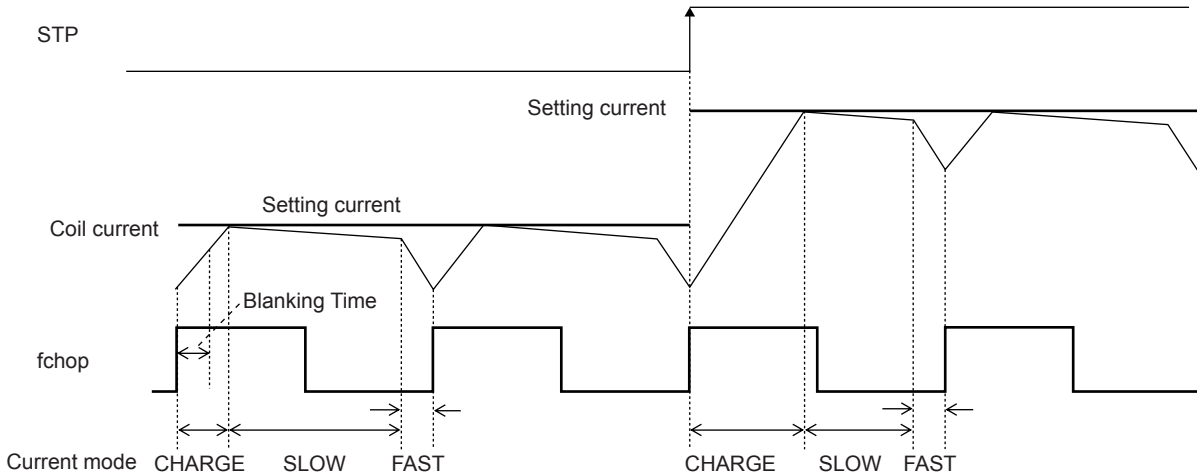 STP
Setting current
Setting current
Coil current
Blanking Time
fchop
Current mode CHARGE SLOW FAST CHARGE SLOW FAST